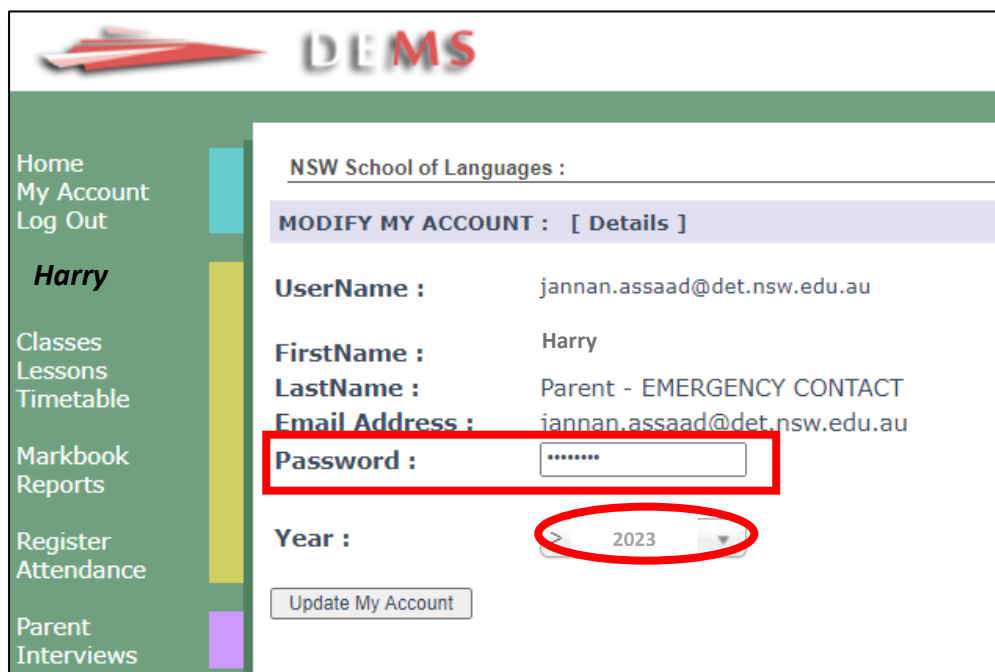 DEMS
Home
My Account
Log Out
Harry
Classes
Lessons
Timetable
Markbook
Reports
Register
Attendance
Parent
Interviews
NSW School of Languages :
MODIFY MY ACCOUNT : [ Details ]
UserName : jannan.assaad@det.nsw.edu.au
FirstName : Harry
LastName : Parent - EMERGENCY CONTACT
Email Address : jannan.assaad@det.nsw.edu.au
Password : ••••••••
Year : > 2023
Update My Account